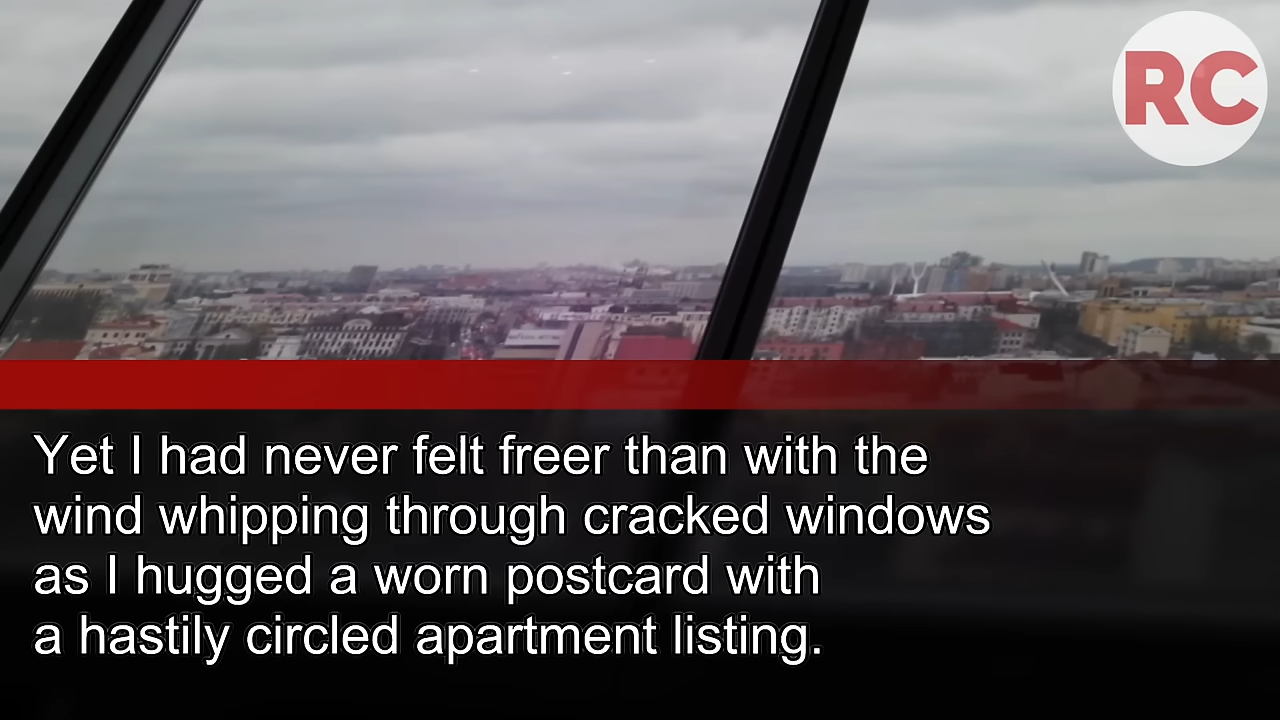 RC
Yet I had never felt freer than with the
wind whipping through cracked windows
as I hugged a worn postcard with
a hastily circled apartment listing.